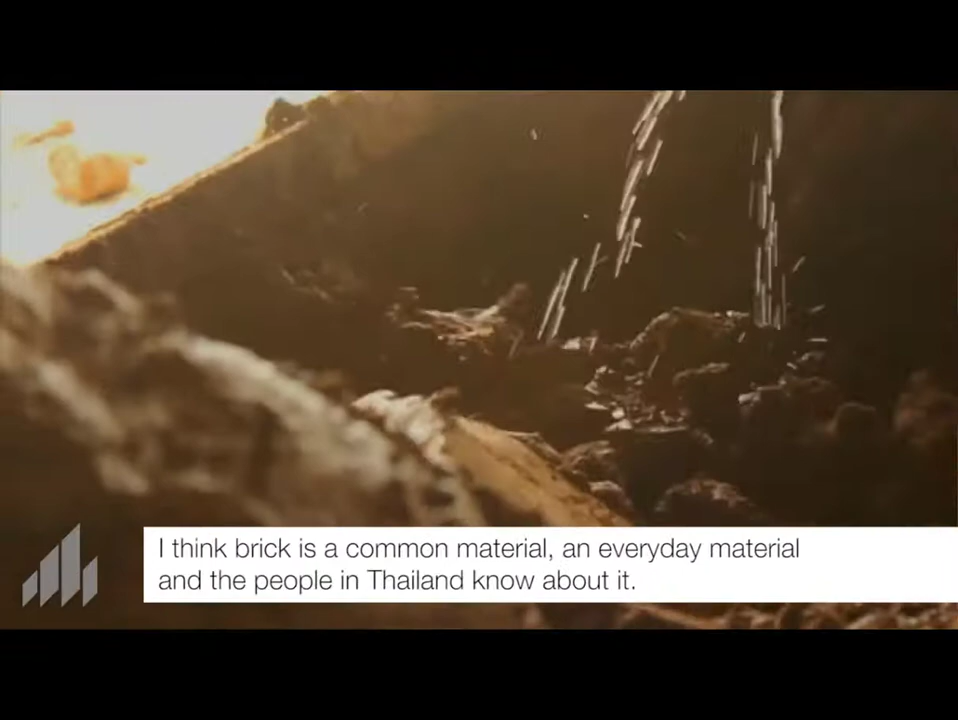 I think brick is a common material, an everyday material
and the people in Thailand know about it.